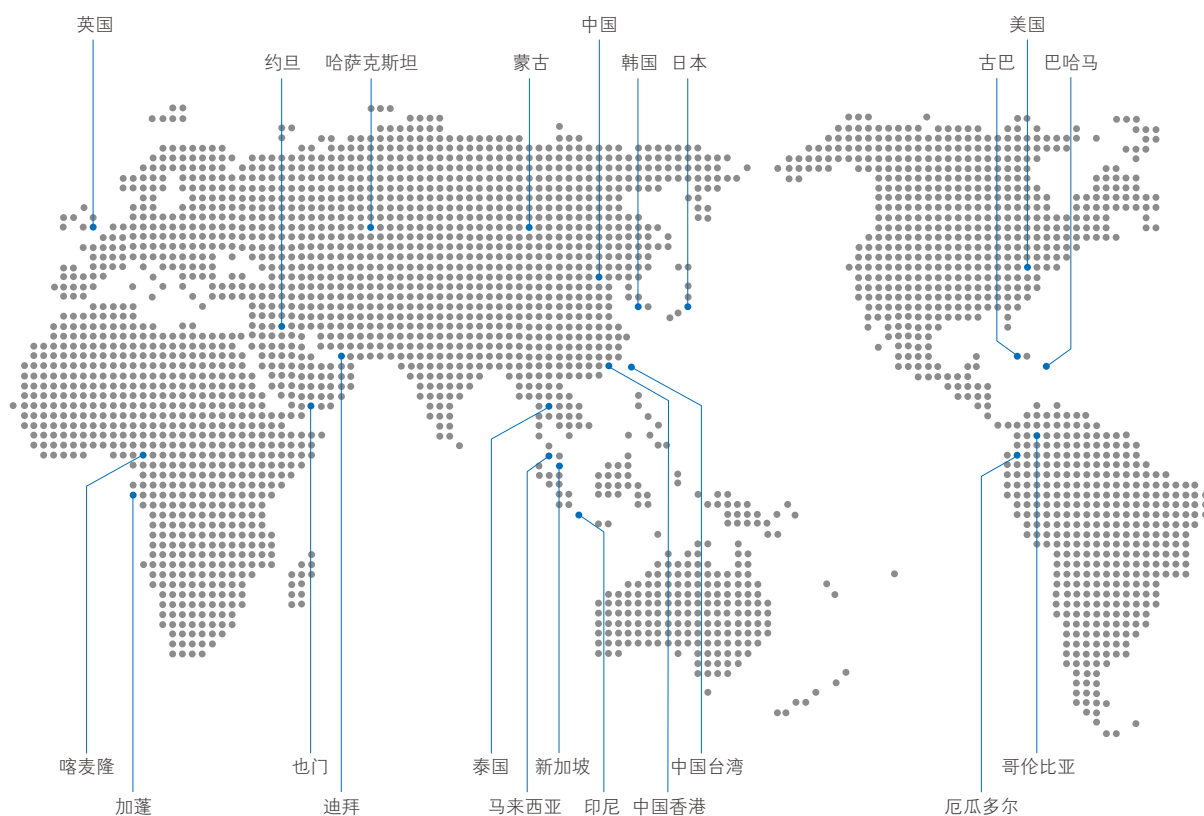 英国
中国
美国
约旦
哈萨克斯坦
蒙古
韩国
日本
古巴
巴哈马
喀麦隆
也门
泰国
新加坡
中国台湾
哥伦比亚
加蓬
迪拜
马来西亚
印尼
中国香港
厄瓜多尔